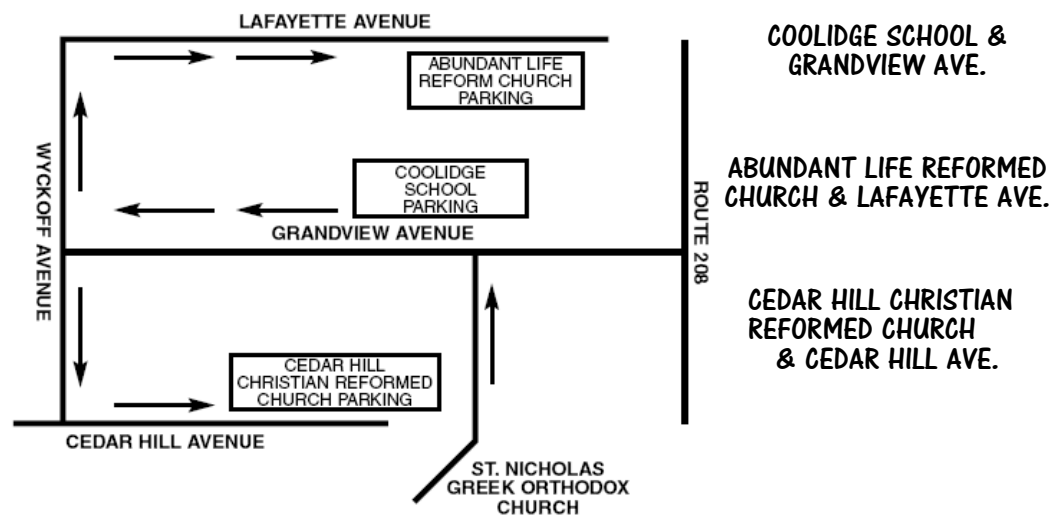 LAFAYETTE AVENUE
ABUNDANT LIFE
REFORM CHURCH
PARKING
WYCKOFF AVENUE
COOLIDGE
SCHOOL
PARKING
GRANDVIEW AVENUE
ROUTE 208
CEDAR HILL
CHRISTIAN REFORMED
CHURCH PARKING
CEDAR HILL AVENUE
ST. NICHOLAS
GREEK ORTHODOX
CHURCH
COOLIDGE SCHOOL &
GRANDVIEW AVE.
ABUNDANT LIFE REFORMED
CHURCH & LAFAYETTE AVE.
CEDAR HILL CHRISTIAN
REFORMED CHURCH
& CEDAR HILL AVE.